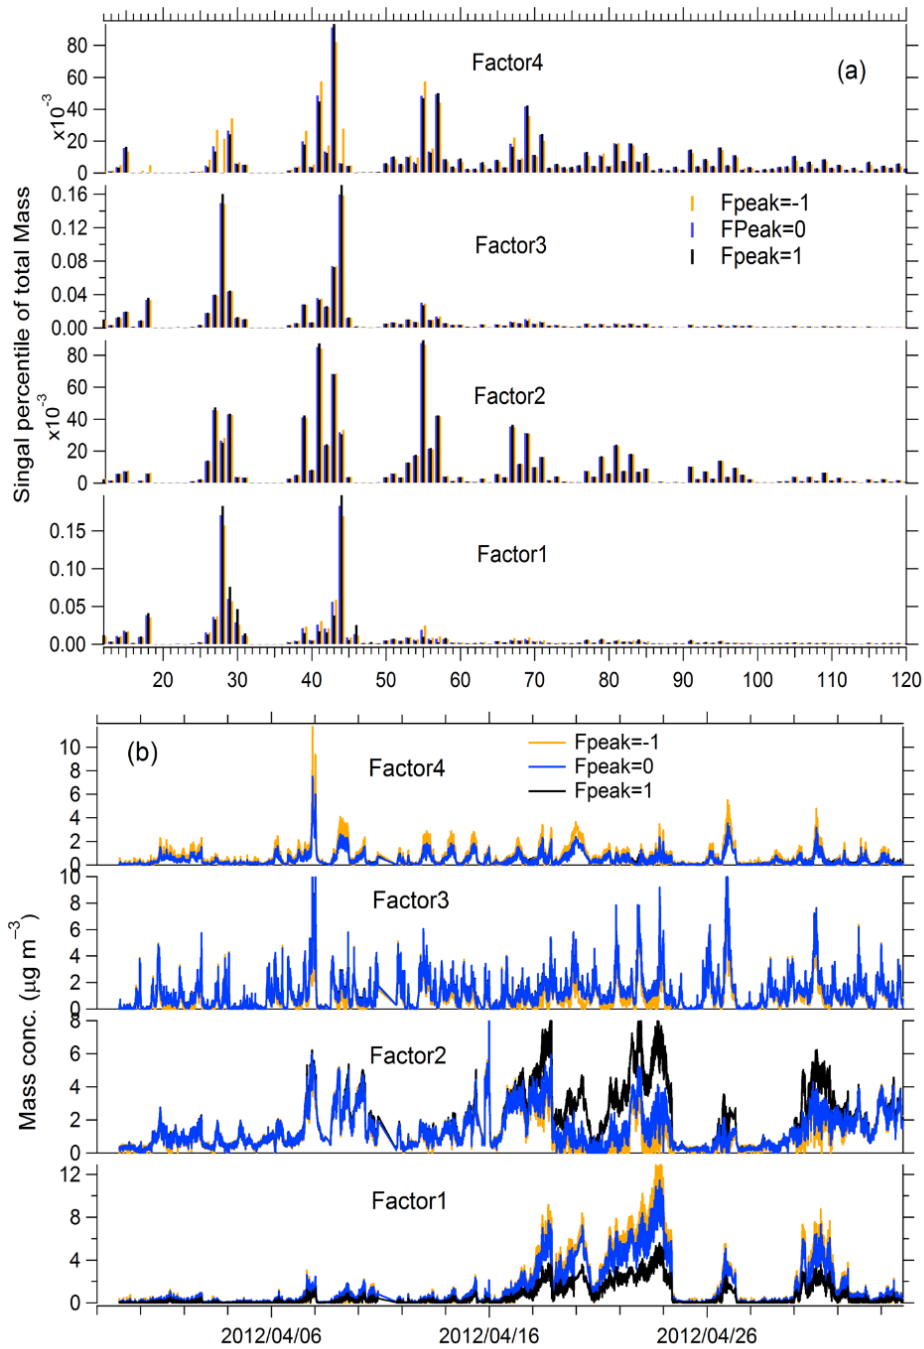 (a)
Factor4
80
60
40
20
0
x10⁻³
Fpeak=-1
FPeak=0
Fpeak=1
Factor3
0.16
0.12
0.08
0.04
0.00
Singal percentile of total Mass
Factor2
80
60
40
20
0
x10⁻³
Factor1
0.15
0.10
0.05
0.00
20 30 40 50 60 70 80 90 100 110 120
(b)
Fpeak=-1
Fpeak=0
Fpeak=1
Factor4
10
8
6
4
2
0
Factor3
10
8
6
4
2
0
Mass conc. (µg m⁻³)
Factor2
8
6
4
2
0
Factor1
12
8
4
0
2012/04/06 2012/04/16 2012/04/26